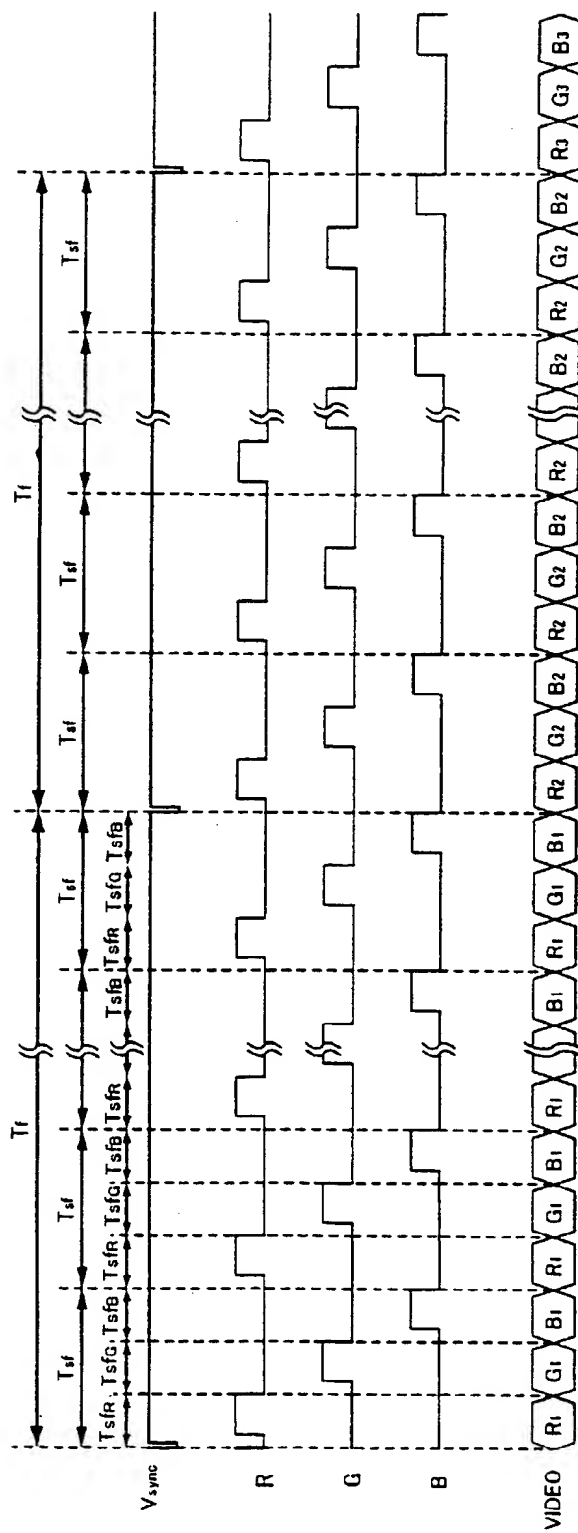 Tf Tf
Tsf Tsf Tsf Tsf Tsf Tsf
TsfR TsfG TsfB TsfR TsfG TsfB TsfR TsfB TsfR TsfG TsfB
Vsync
R
G
B
VIDEO R1 G1 B1 R1 G1 B1 R1 B1 R1 G1 B1 R2 G2 B2 R2 G2 B2 R2 B2 R2 G2 B2 R3 G3 B3